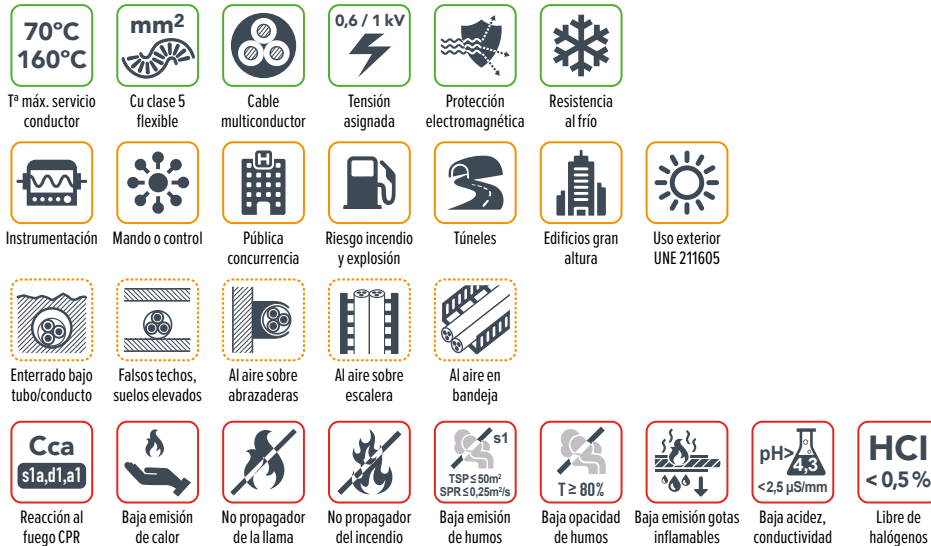 70ºC
160ºC
mm²
0,6 / 1 kV
Tª máx. servicio
conductor
Cu clase 5
flexible
Cable
multiconductor
Tensión
asignada
Protección
electromagnética
Resistencia
al frío
H
Instrumentación
Mando o control
Pública
concurrencia
Riesgo incendio
y explosión
Túneles
Edificios gran
altura
Uso exterior
UNE 211605
Enterrado bajo
tubo/conducto
Falsos techos,
suelos elevados
Al aire sobre
abrazaderas
Al aire sobre
escalera
Al aire en
bandeja
Cca
s1a,d1,a1
s1
TSP ≤ 50m²
SPR ≤ 0,25m²/s
T ≥ 80%
pH> 4,3
<2,5 µS/mm
HCl
< 0,5 %
Reacción al
fuego CPR
Baja emisión
de calor
No propagador
de la llama
No propagador
del incendio
Baja emisión
de humos
Baja opacidad
de humos
Baja emisión gotas
inflamables
Baja acidez,
conductividad
Libre de
halógenos